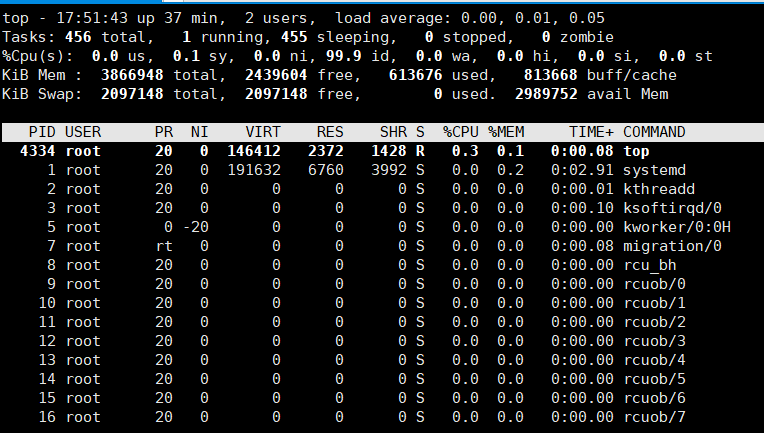 top - 17:51:43 up 37 min,  2 users,  load average: 0.00, 0.01, 0.05
Tasks: 456 total,   1 running, 455 sleeping,   0 stopped,   0 zombie
%Cpu(s):  0.0 us,  0.1 sy,  0.0 ni, 99.9 id,  0.0 wa,  0.0 hi,  0.0 si,  0.0 st
KiB Mem :  3866948 total,  2439604 free,   613676 used,   813668 buff/cache
KiB Swap:  2097148 total,  2097148 free,        0 used.  2989752 avail Mem
PID USER      PR  NI    VIRT    RES    SHR S  %CPU %MEM     TIME+ COMMAND
4334 root      20   0  146412   2372   1428 R   0.3  0.1   0:00.08 top
1 root      20   0  191632   6760   3992 S   0.0  0.2   0:02.91 systemd
2 root      20   0       0      0      0 S   0.0  0.0   0:00.01 kthreadd
3 root      20   0       0      0      0 S   0.0  0.0   0:00.10 ksoftirqd/0
5 root       0 -20       0      0      0 S   0.0  0.0   0:00.00 kworker/0:0H
7 root      rt   0       0      0      0 S   0.0  0.0   0:00.08 migration/0
8 root      20   0       0      0      0 S   0.0  0.0   0:00.00 rcu_bh
9 root      20   0       0      0      0 S   0.0  0.0   0:00.00 rcuob/0
10 root      20   0       0      0      0 S   0.0  0.0   0:00.00 rcuob/1
11 root      20   0       0      0      0 S   0.0  0.0   0:00.00 rcuob/2
12 root      20   0       0      0      0 S   0.0  0.0   0:00.00 rcuob/3
13 root      20   0       0      0      0 S   0.0  0.0   0:00.00 rcuob/4
14 root      20   0       0      0      0 S   0.0  0.0   0:00.00 rcuob/5
15 root      20   0       0      0      0 S   0.0  0.0   0:00.00 rcuob/6
16 root      20   0       0      0      0 S   0.0  0.0   0:00.00 rcuob/7